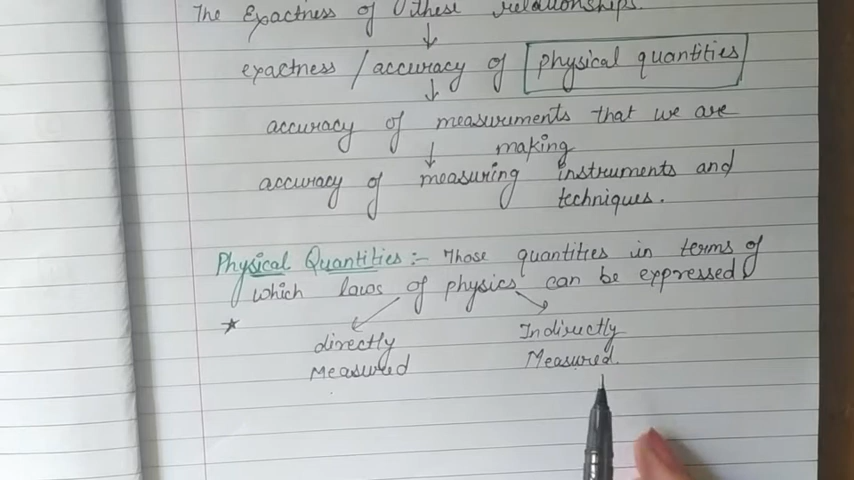 The Exactness of these relationships.
↓
exactness / accuracy of physical quantities
↓
accuracy of measurements that we are
↓ making
accuracy of measuring instruments and
techniques.
Physical Quantities :- Those quantities in terms of
which laws of physics can be expressed
★
directly Indirectly
Measured Measured